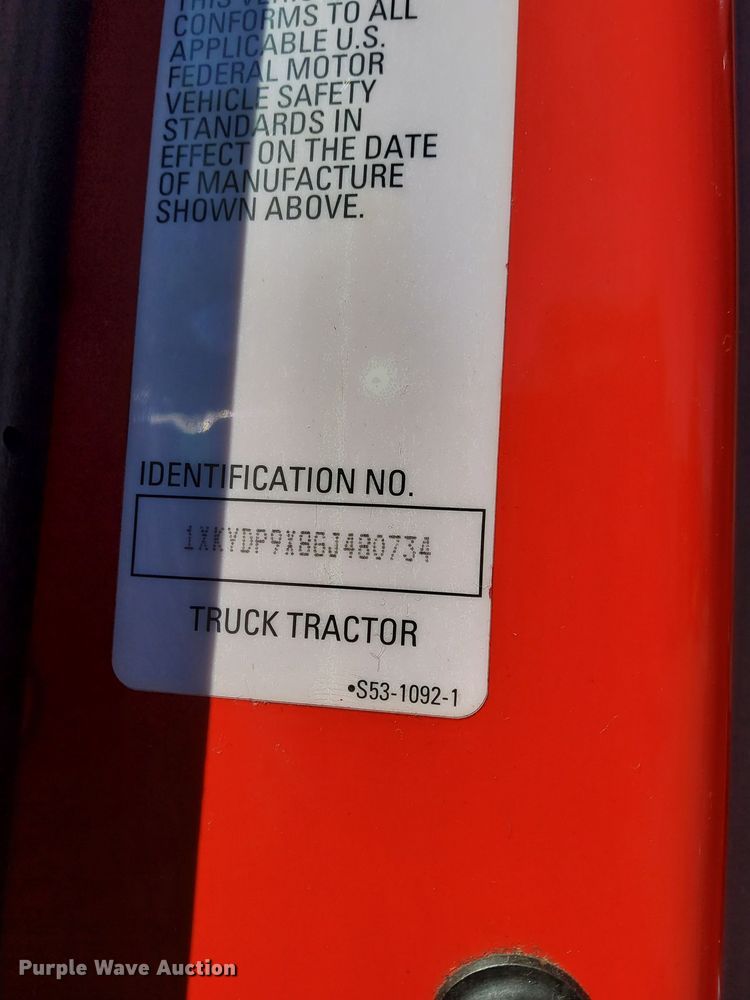 THIS
CONFORMS TO ALL
APPLICABLE U.S.
FEDERAL MOTOR
VEHICLE SAFETY
STANDARDS IN
EFFECT ON THE DATE
OF MANUFACTURE
SHOWN ABOVE.
IDENTIFICATION NO.
1XKYDP9X8GJ480734
TRUCK TRACTOR
•S53-1092-1
Purple Wave Auction